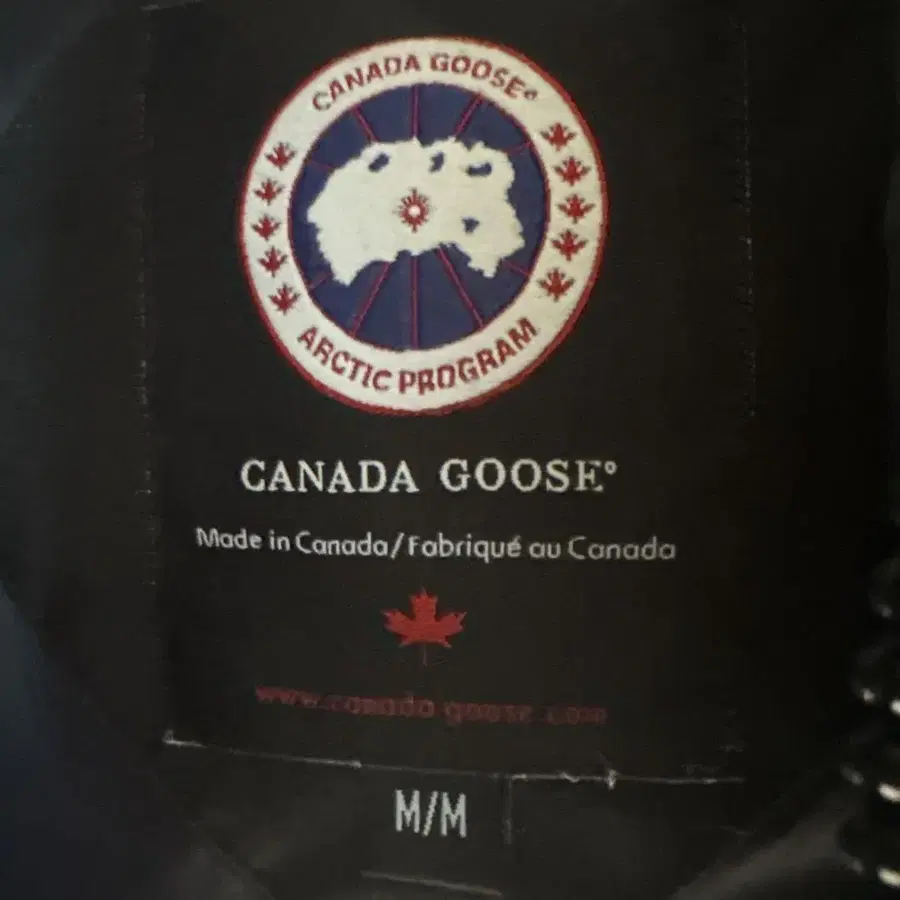 CANADA GOOSE®
ARCTIC PROGRAM
CANADA GOOSE®
Made in Canada/Fabriqué au Canada
www.canada-goose.com
M/M